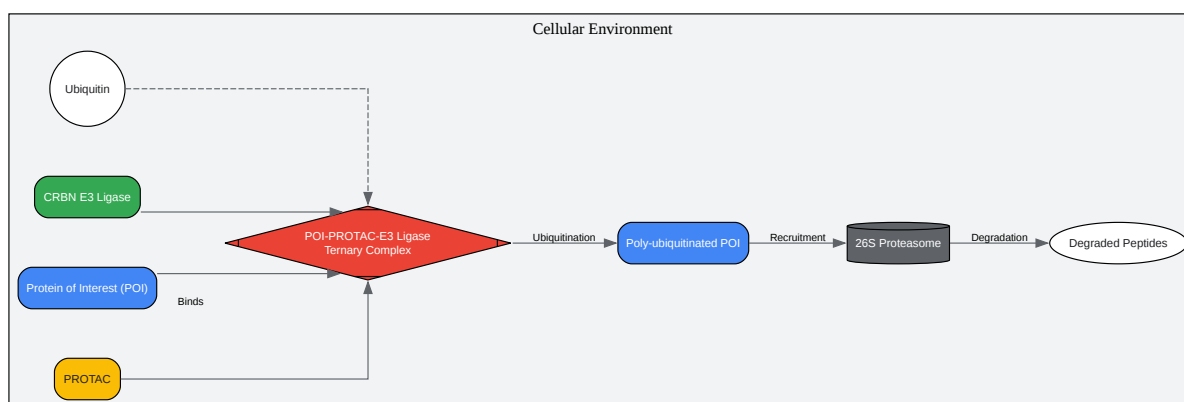 Cellular Environment
Ubiquitin
CRBN E3 Ligase
POI-PROTAC-E3 Ligase
Ternary Complex
Ubiquitination
Poly-ubiquitinated POI
Recruitment
26S Proteasome
Degradation
Degraded Peptides
Protein of Interest (POI)
Binds
PROTAC